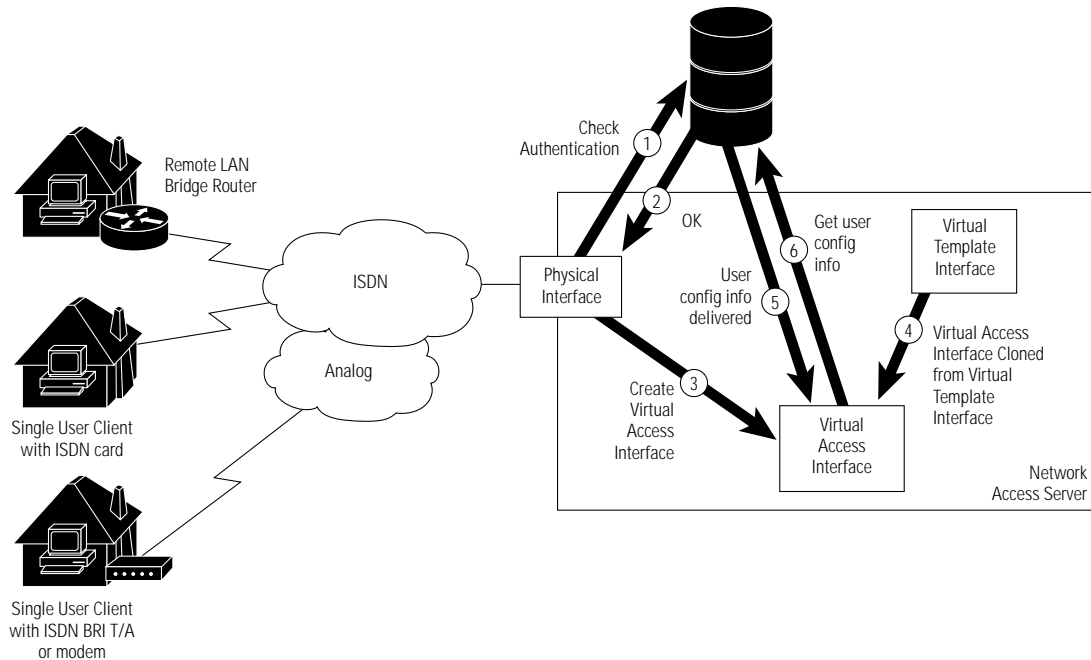 Remote LAN
Bridge Router
Single User Client
with ISDN card
Single User Client
with ISDN BRI T/A
or modem
ISDN
Analog
Physical
Interface
Check
Authentication
1
2
OK
3
Create
Virtual
Access
Interface
User
config info
delivered
5
6
Get user
config
info
Virtual
Template
Interface
4
Virtual Access
Interface Cloned
from Virtual
Template
Interface
Virtual
Access
Interface
Network
Access Server